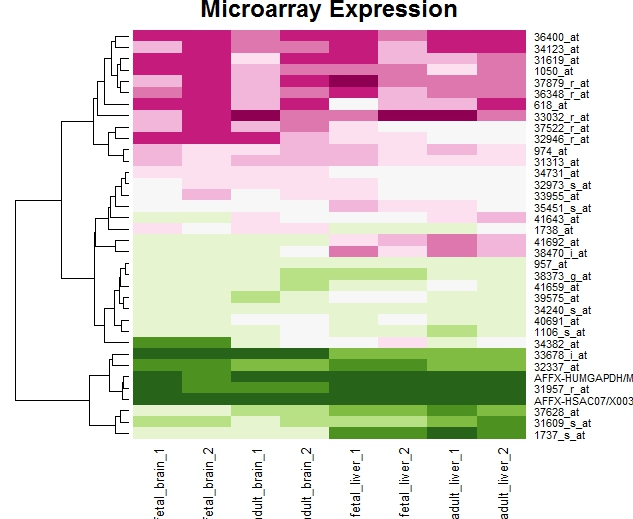 Microarray Expression
36400_at
34123_at
31619_at
1050_at
37879_r_at
36348_r_at
618_at
33032_r_at
37522_r_at
32946_r_at
974_at
31313_at
34731_at
32973_s_at
33955_at
35451_s_at
41643_at
1738_at
41692_at
38470_i_at
957_at
38373_g_at
41659_at
39575_at
34240_s_at
40691_at
1106_s_at
34382_at
33678_i_at
32337_at
AFFX-HUMGAPDH/M
31957_r_at
AFFX-HSAC07/X003
37628_at
31609_s_at
1737_s_at
fetal_brain_1
fetal_brain_2
adult_brain_1
adult_brain_2
fetal_liver_1
fetal_liver_2
adult_liver_1
adult_liver_2